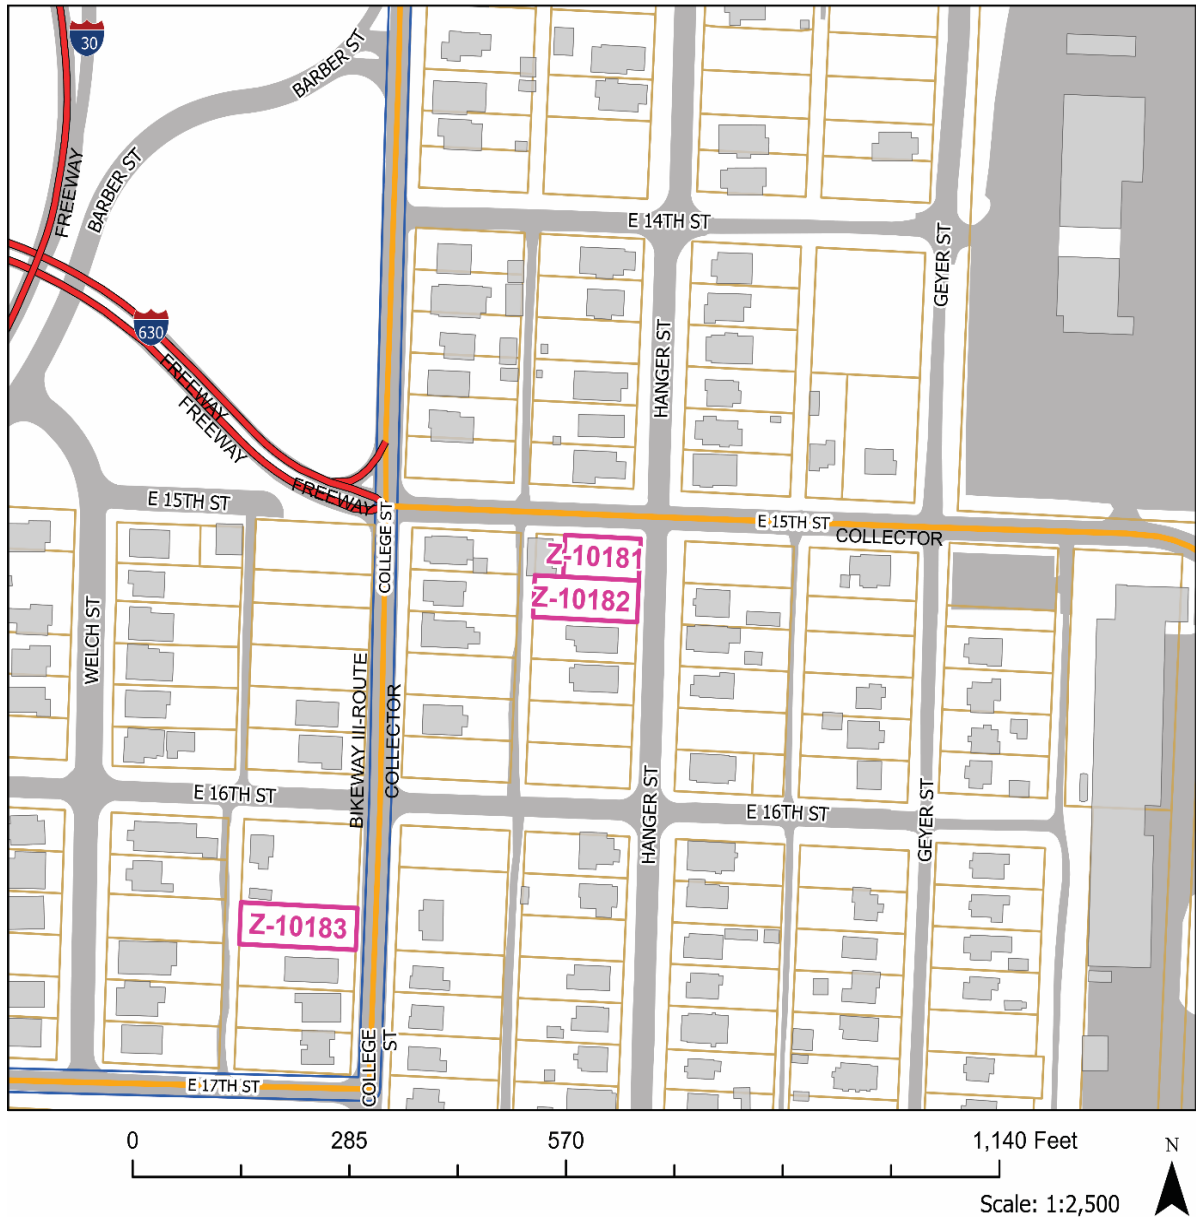 30
BARBER ST
BARBER ST
FREEWAY
E 14TH ST
GEYER ST
630
HANGER ST
FREEWAY
FREEWAY
FREEWAY
E 15TH ST
COLLEGE ST
E 15TH ST
COLLECTOR
Z-10181
Z-10182
WELCH ST
BIKEWAY III-ROUTE
COLLECTOR
E 16TH ST
HANGER ST
E 16TH ST
GEYER ST
Z-10183
COLLEGE
ST
E 17TH ST
0 285 570 1,140 Feet
N
Scale: 1:2,500